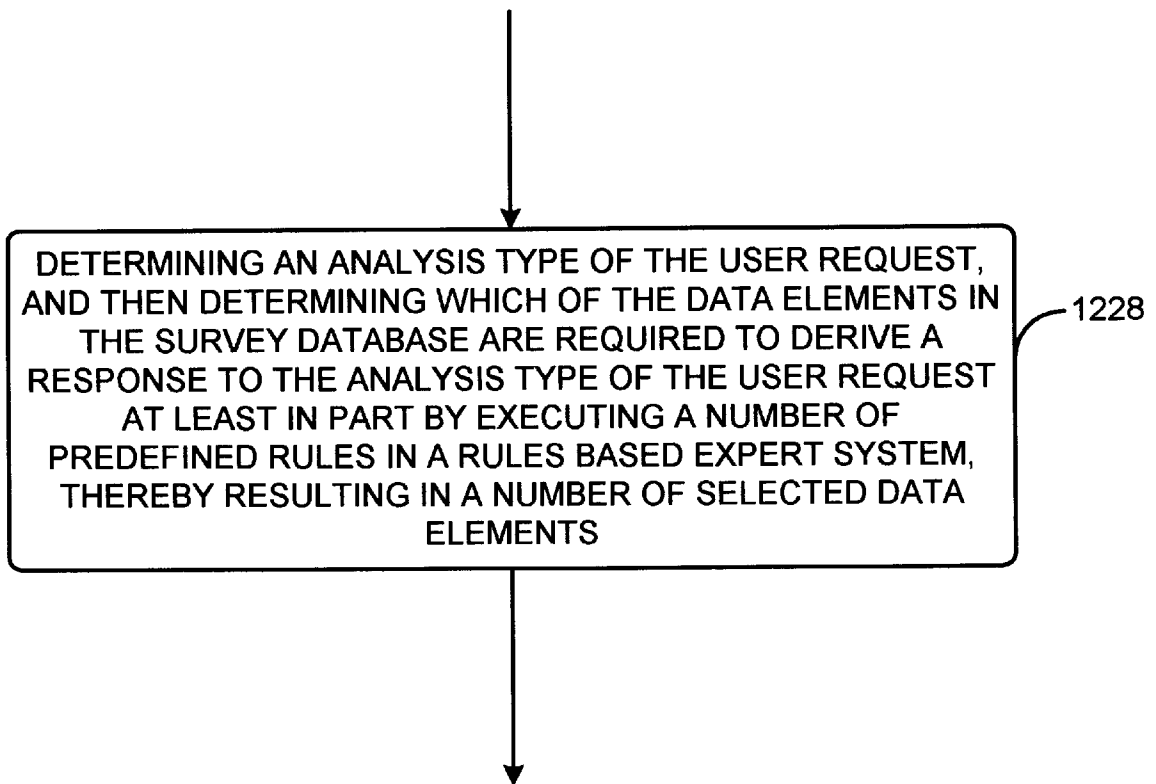 DETERMINING AN ANALYSIS TYPE OF THE USER REQUEST,
AND THEN DETERMINING WHICH OF THE DATA ELEMENTS IN
THE SURVEY DATABASE ARE REQUIRED TO DERIVE A
RESPONSE TO THE ANALYSIS TYPE OF THE USER REQUEST
AT LEAST IN PART BY EXECUTING A NUMBER OF
PREDEFINED RULES IN A RULES BASED EXPERT SYSTEM,
THEREBY RESULTING IN A NUMBER OF SELECTED DATA
ELEMENTS
1228